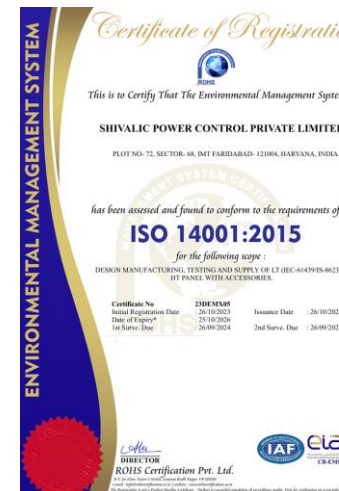 ENVIRONMENTAL MANAGEMENT SYSTEM
Certificate of Registratio
ROHS
This is to Certify That The Environmental Management Syste
SHIVALIC POWER CONTROL PRIVATE LIMITE
PLOT NO- 72, SECTOR- 68, IMT FARIDABAD- 121004, HARYANA, INDIA.
has been assessed and found to conform to the requirements of
ISO 14001:2015
for the following scope :
DESIGN MANUFACTURING, TESTING AND SUPPLY OF LT (IEC-61439/IS-8623
HT PANEL WITH ACCESSORIES.
Certificate No 23DEMX05
Initial Registration Date : 26/10/2023 Issuance Date : 26/10/202
Date of Expiry* : 25/10/2026
1st Surve. Due : 26/09/2024 2nd Surve. Due : 26/09/202
DIRECTOR
ROHS Certification Pvt. Ltd.
IAF
CB-EMS